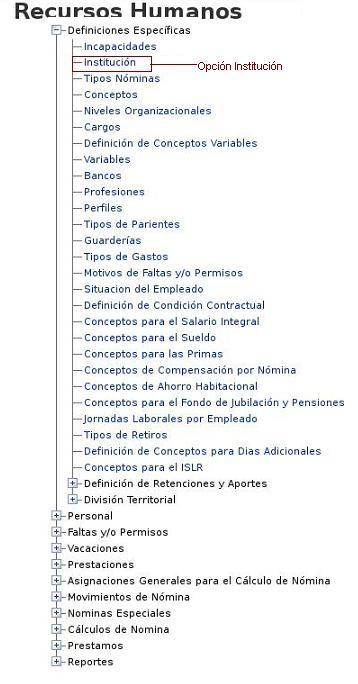 Recursos Humanos
Definiciones Específicas
Incapacidades
Institución
Opción Institución
Tipos Nóminas
Conceptos
Niveles Organizacionales
Cargos
Definición de Conceptos Variables
Variables
Bancos
Profesiones
Perfiles
Tipos de Parientes
Guarderías
Tipos de Gastos
Motivos de Faltas y/o Permisos
Situacion del Empleado
Definición de Condición Contractual
Conceptos para el Salario Integral
Conceptos para el Sueldo
Conceptos para las Primas
Conceptos de Compensación por Nómina
Conceptos de Ahorro Habitacional
Conceptos para el Fondo de Jubilación y Pensiones
Jornadas Laborales por Empleado
Tipos de Retiros
Definición de Conceptos para Dias Adicionales
Conceptos para el ISLR
Definición de Retenciones y Aportes
División Territorial
Personal
Faltas y/o Permisos
Vacaciones
Prestaciones
Asignaciones Generales para el Cálculo de Nómina
Movimientos de Nómina
Nominas Especiales
Cálculos de Nomina
Prestamos
Reportes